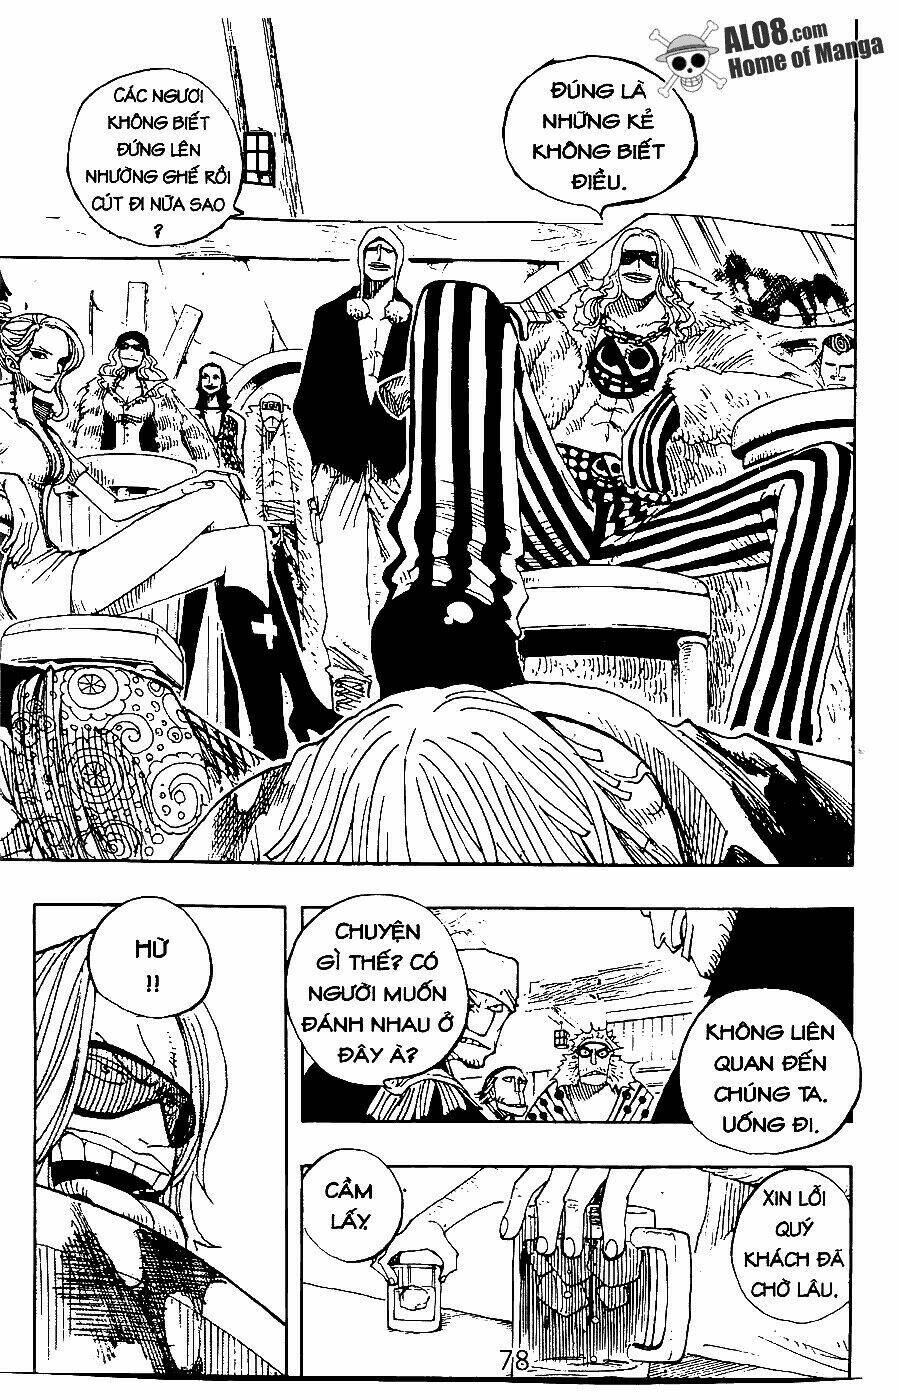 AL08.com
Home of Manga
ĐÚNG LÀ
NHỮNG KẺ
KHÔNG BIẾT
ĐIỀU.
CÁC NGƯƠI
KHÔNG BIẾT
ĐỨNG LÊN
NHƯỜNG GHẾ RỒI
CÚT ĐI NỮA SAO
?
HỪ
!!
CHUYỆN
GÌ THẾ? CÓ
NGƯỜI MUỐN
ĐÁNH NHAU Ở
ĐÂY À?
KHÔNG LIÊN
QUAN ĐẾN
CHÚNG TA.
UỐNG ĐI.
CẦM
LẤY.
XIN LỖI
QUÝ
KHÁCH ĐÃ
CHỜ LÂU.
78